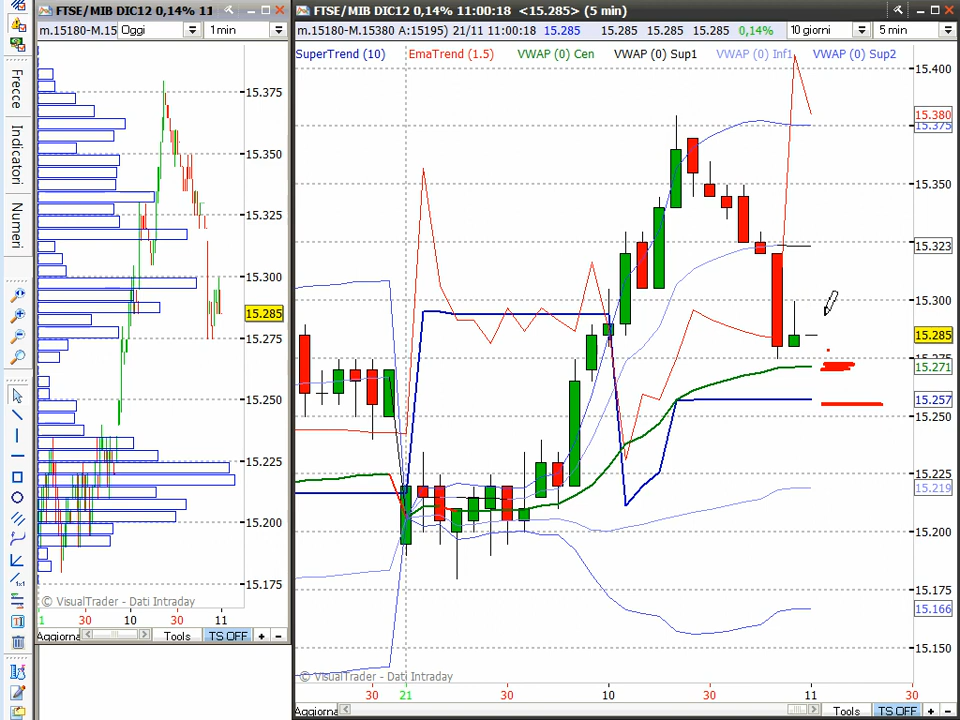 FTSE/MIB DIC12 0,14% 11
m.15180-M.15
Oggi
1 min
Frecce
Indicatori
Numeri
15.375
15.350
15.325
15.300
15.285
15.275
15.250
15.225
15.200
15.175
© VisualTrader - Dati Intraday
1 30 10 30 11
Aggiorna
Tools
TS OFF
+ -
FTSE/MIB DIC12 0,14% 11:00:18 <15.285> (5 min)
m.15180-M.15380 A:15195) 21/11 11:00:18 15.285 15.285 15.285 15.285 0,14%
10 giorni
5 min
SuperTrend (10) EmaTrend (1.5) VWAP (0) Cen VWAP (0) Sup1 VWAP (0) Inf1 VWAP (0) Sup2
15.400
15.380
15.375
15.350
15.323
15.300
15.285
15.271
15.257
15.250
15.225
15.219
15.200
15.175
15.166
15.150
© VisualTrader - Dati Intraday
30 21 30 10 30 11 30
Aggiorna
Tools
TS OFF
+ -